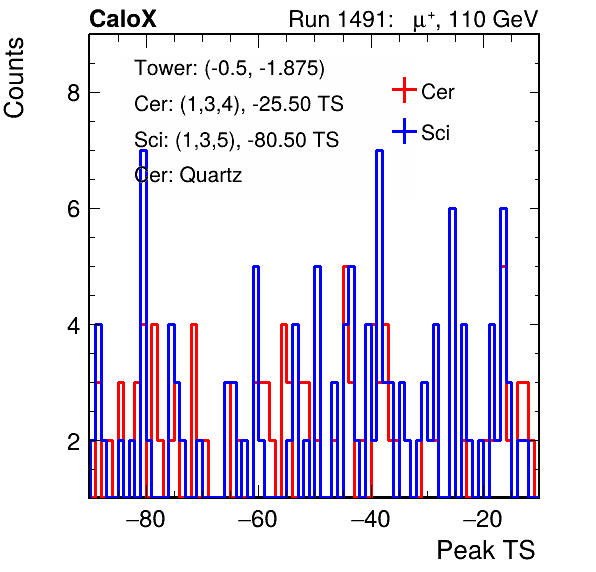 CaloX Run 1491: μ⁺, 110 GeV
Counts
Tower: (-0.5, -1.875)
Cer: (1,3,4), -25.50 TS
Sci: (1,3,5), -80.50 TS
Cer: Quartz
Cer
Sci
8
6
4
2
−80 −60 −40 −20
Peak TS